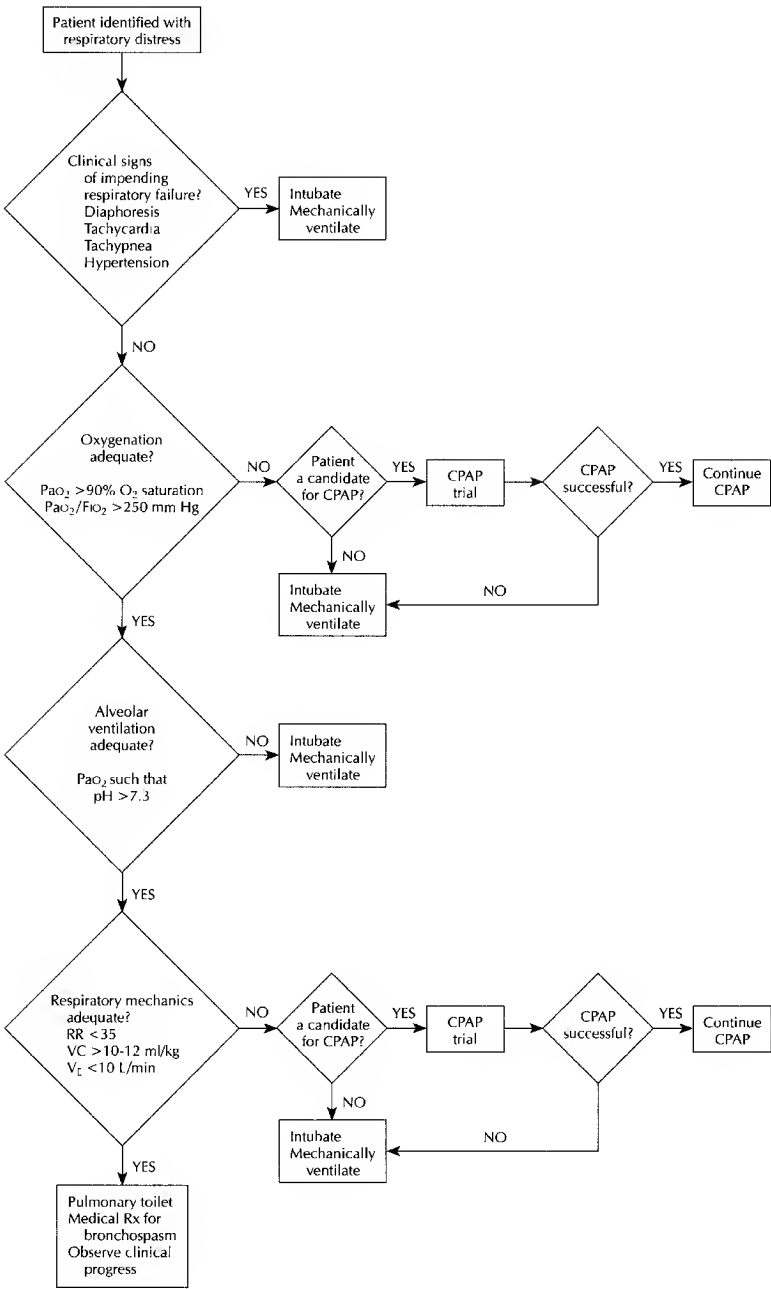 Patient identified with
respiratory distress
Clinical signs
of impending
respiratory failure?
Diaphoresis
Tachycardia
Tachypnea
Hypertension
YES
Intubate
Mechanically
ventilate
NO
Oxygenation
adequate?
PaO₂ >90% O₂ saturation
PaO₂/FIO₂ >250 mm Hg
NO
Patient
a candidate
for CPAP?
YES
CPAP
trial
CPAP
successful?
YES
Continue
CPAP
NO
Intubate
Mechanically
ventilate
NO
YES
Alveolar
ventilation
adequate?
PaO₂ such that
pH >7.3
NO
Intubate
Mechanically
ventilate
YES
Respiratory mechanics
adequate?
RR <35
VC >10-12 ml/kg
V̇E <10 L/min
NO
Patient
a candidate
for CPAP?
YES
CPAP
trial
CPAP
successful?
YES
Continue
CPAP
NO
Intubate
Mechanically
ventilate
NO
YES
Pulmonary toilet
Medical Rx for
bronchospasm
Observe clinical
progress